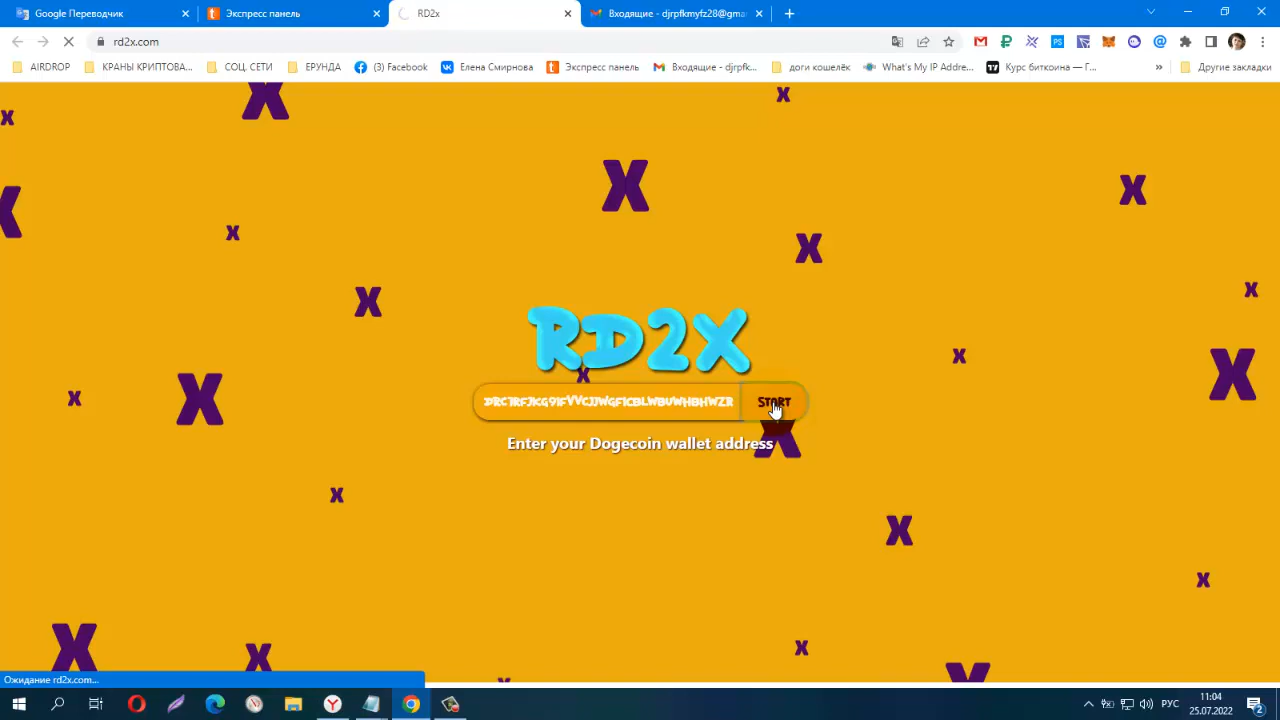 Google Переводчик
Экспресс панель
RD2x
Входящие - djrpfkmyfz28@gma
rd2x.com
AIRDROP
КРАНЫ КРИПТОВА...
СОЦ. СЕТИ
ЕРУНДА
(3) Facebook
Елена Смирнова
Экспресс панель
Входящие - djrpfk...
доги кошелёк
What's My IP Addre...
Курс биткоина — Г...
Другие закладки
RD2X
START
Enter your Dogecoin wallet address
Ожидание rd2x.com...
РУС
11:04
25.07.2022
2